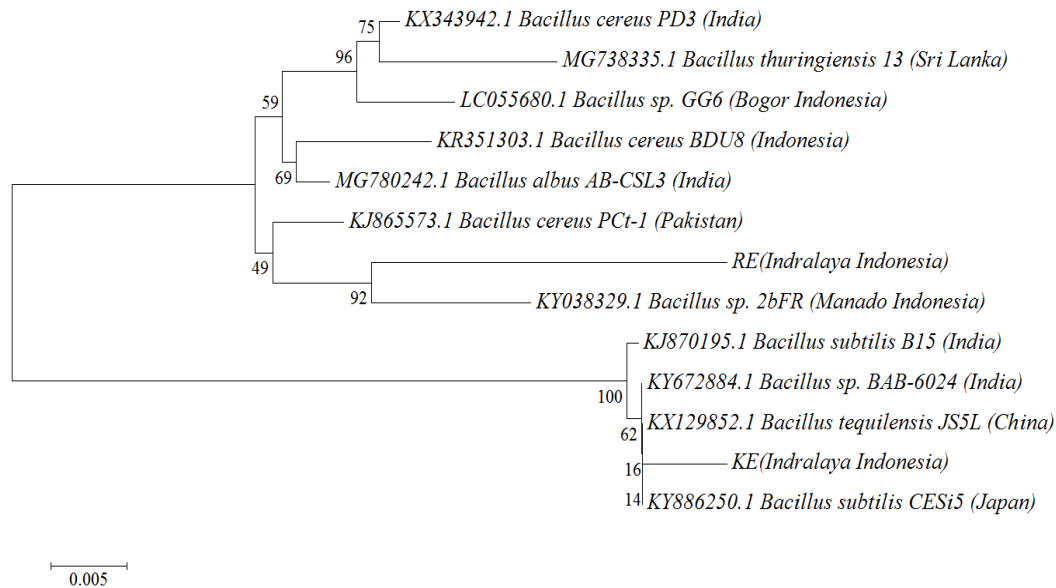 KX343942.1 Bacillus cereus PD3 (India)
75
MG738335.1 Bacillus thuringiensis 13 (Sri Lanka)
96
LC055680.1 Bacillus sp. GG6 (Bogor Indonesia)
59
KR351303.1 Bacillus cereus BDU8 (Indonesia)
69
MG780242.1 Bacillus albus AB-CSL3 (India)
KJ865573.1 Bacillus cereus PCt-1 (Pakistan)
49
RE(Indralaya Indonesia)
92
KY038329.1 Bacillus sp. 2bFR (Manado Indonesia)
KJ870195.1 Bacillus subtilis B15 (India)
100
KY672884.1 Bacillus sp. BAB-6024 (India)
KX129852.1 Bacillus tequilensis JS5L (China)
62
KE(Indralaya Indonesia)
16
14
KY886250.1 Bacillus subtilis CESi5 (Japan)
0.005